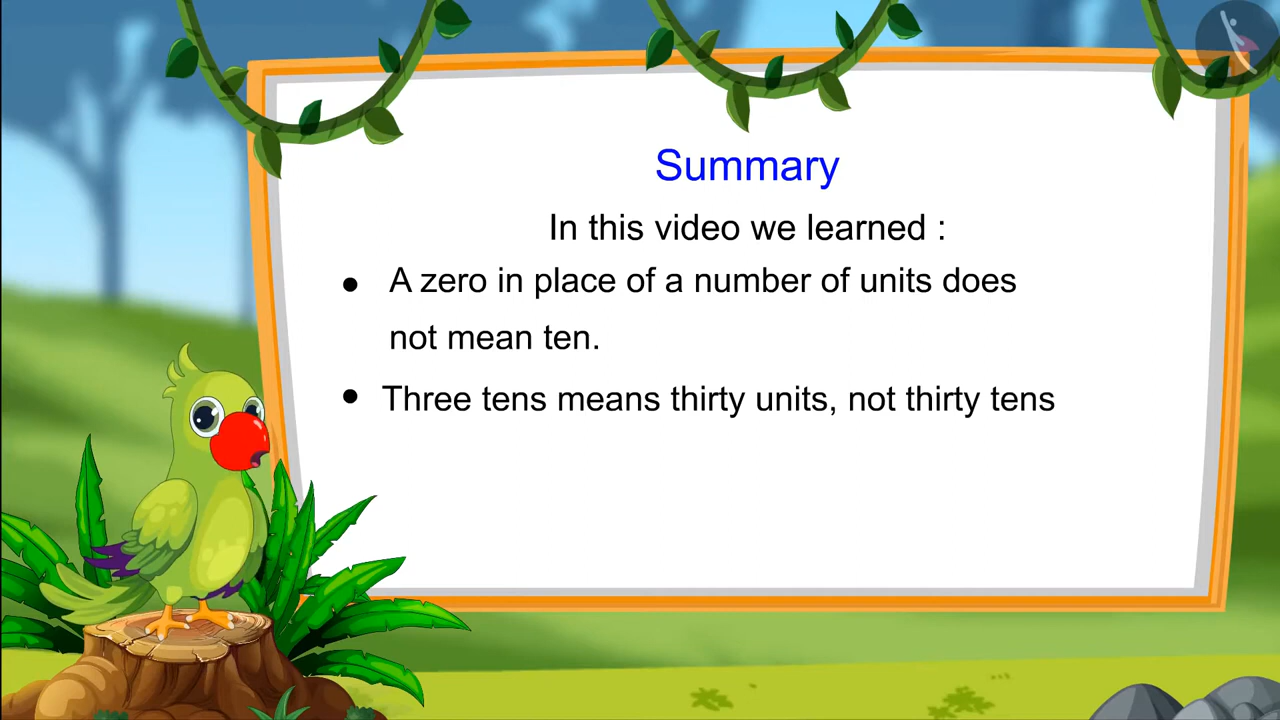 Summary
In this video we learned :
● A zero in place of a number of units does
not mean ten.
● Three tens means thirty units, not thirty tens